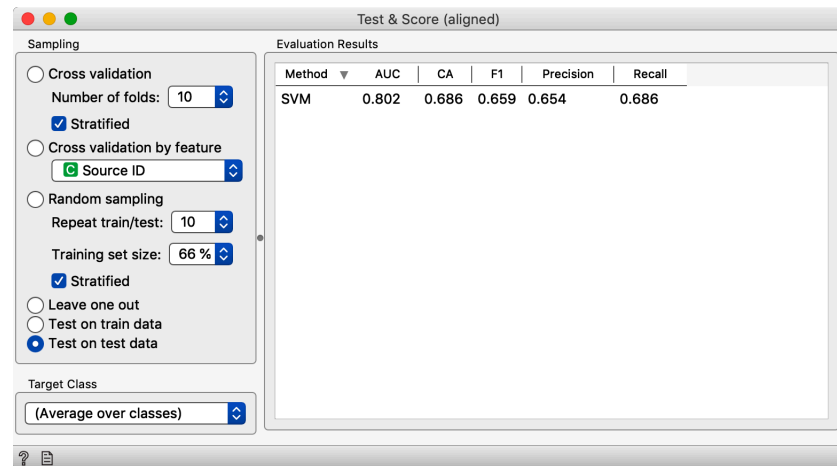 Test & Score (aligned)
Sampling
Cross validation
Number of folds: 10
Stratified
Cross validation by feature
C Source ID
Random sampling
Repeat train/test: 10
Training set size: 66 %
Stratified
Leave one out
Test on train data
Test on test data
Target Class
(Average over classes)
Evaluation Results
Method AUC CA F1 Precision Recall
SVM 0.802 0.686 0.659 0.654 0.686
?